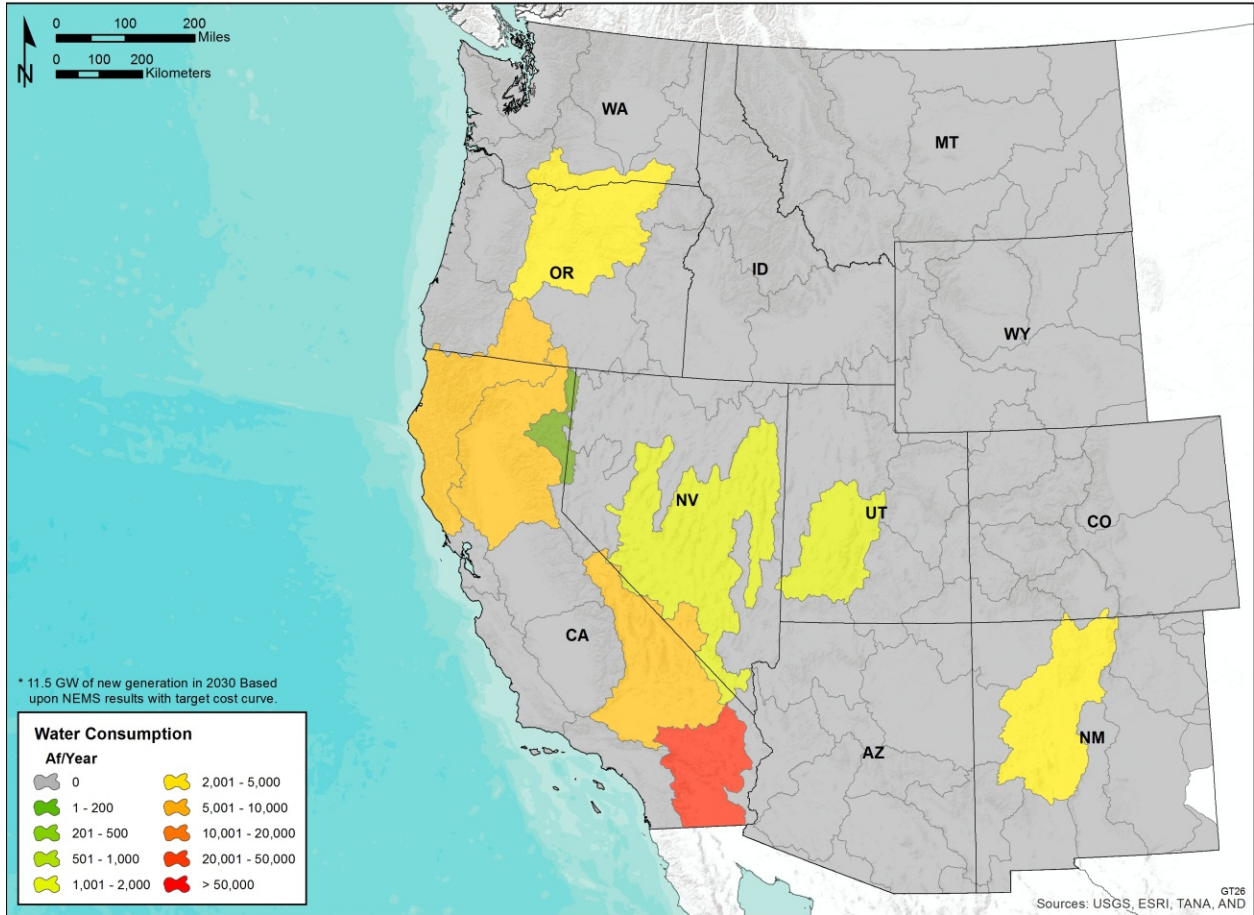 0 100 200
Miles
0 100 200
Kilometers
N
WA
MT
OR
ID
WY
NV
UT
CO
CA
AZ
NM
* 11.5 GW of new generation in 2030 Based
upon NEMS results with target cost curve.
Water Consumption
Af/Year
0
1 - 200
201 - 500
501 - 1,000
1,001 - 2,000
2,001 - 5,000
5,001 - 10,000
10,001 - 20,000
20,001 - 50,000
> 50,000
GT26
Sources: USGS, ESRI, TANA, AND